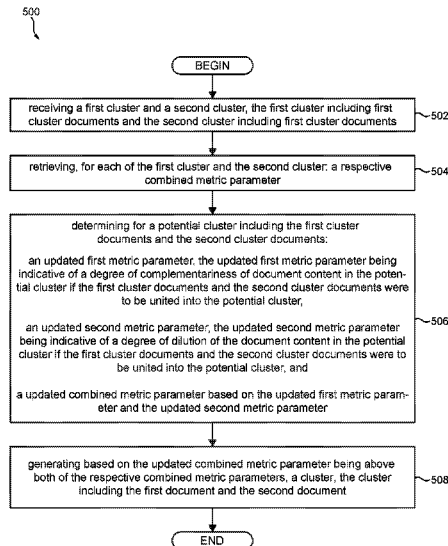 500
BEGIN
receiving a first cluster and a second cluster, the first cluster including first
cluster documents and the second cluster including first cluster documents
502
retrieving, for each of the first cluster and the second cluster: a respective
combined metric parameter
504
determining for a potential cluster including the first cluster
documents and the second cluster documents:
an updated first metric parameter, the updated first metric parameter being
indicative of a degree of complementariness of document content in the poten-
tial cluster if the first cluster documents and the second cluster documents were
to be united into the potential cluster,
an updated second metric parameter, the updated second metric parameter
being indicative of a degree of dilution of the document content in the potential
cluster if the first cluster documents and the second cluster documents were to
be united into the potential cluster, and
a updated combined metric parameter based on the updated first metric param-
eter and the updated second metric parameter
506
generating based on the updated combined metric parameter being above
both of the respective combined metric parameters, a cluster, the cluster
including the first document and the second document
508
END